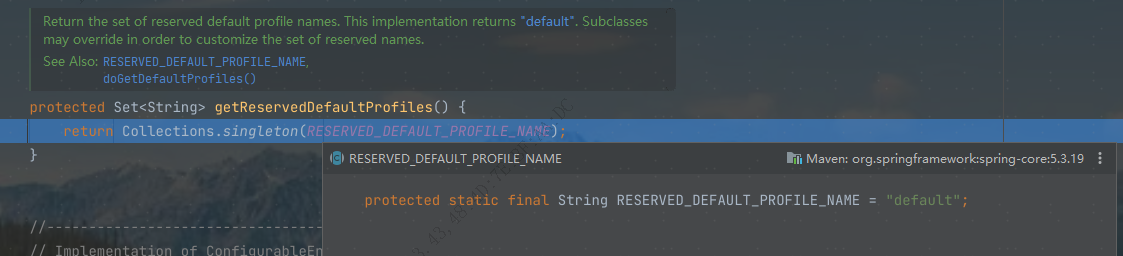 Return the set of reserved default profile names. This implementation returns "default". Subclasses
may override in order to customize the set of reserved names.
See Also: RESERVED_DEFAULT_PROFILE_NAME,
doGetDefaultProfiles()
protected Set<String> getReservedDefaultProfiles() {
return Collections.singleton(RESERVED_DEFAULT_PROFILE_NAME);
}
RESERVED_DEFAULT_PROFILE_NAME
Maven: org.springframework:spring-core:5.3.19
protected static final String RESERVED_DEFAULT_PROFILE_NAME = "default";
//----------------------------------
// Implementation of ConfigurableEn